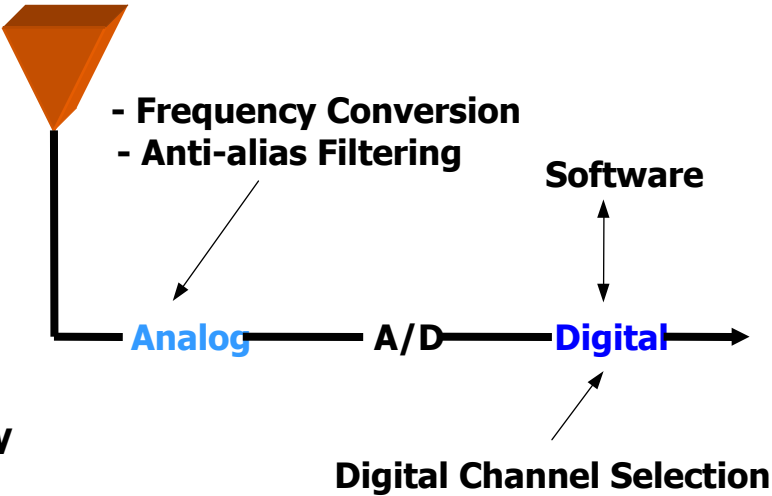 - Frequency Conversion
- Anti-alias Filtering
Software
Analog A/D Digital
Digital Channel Selection